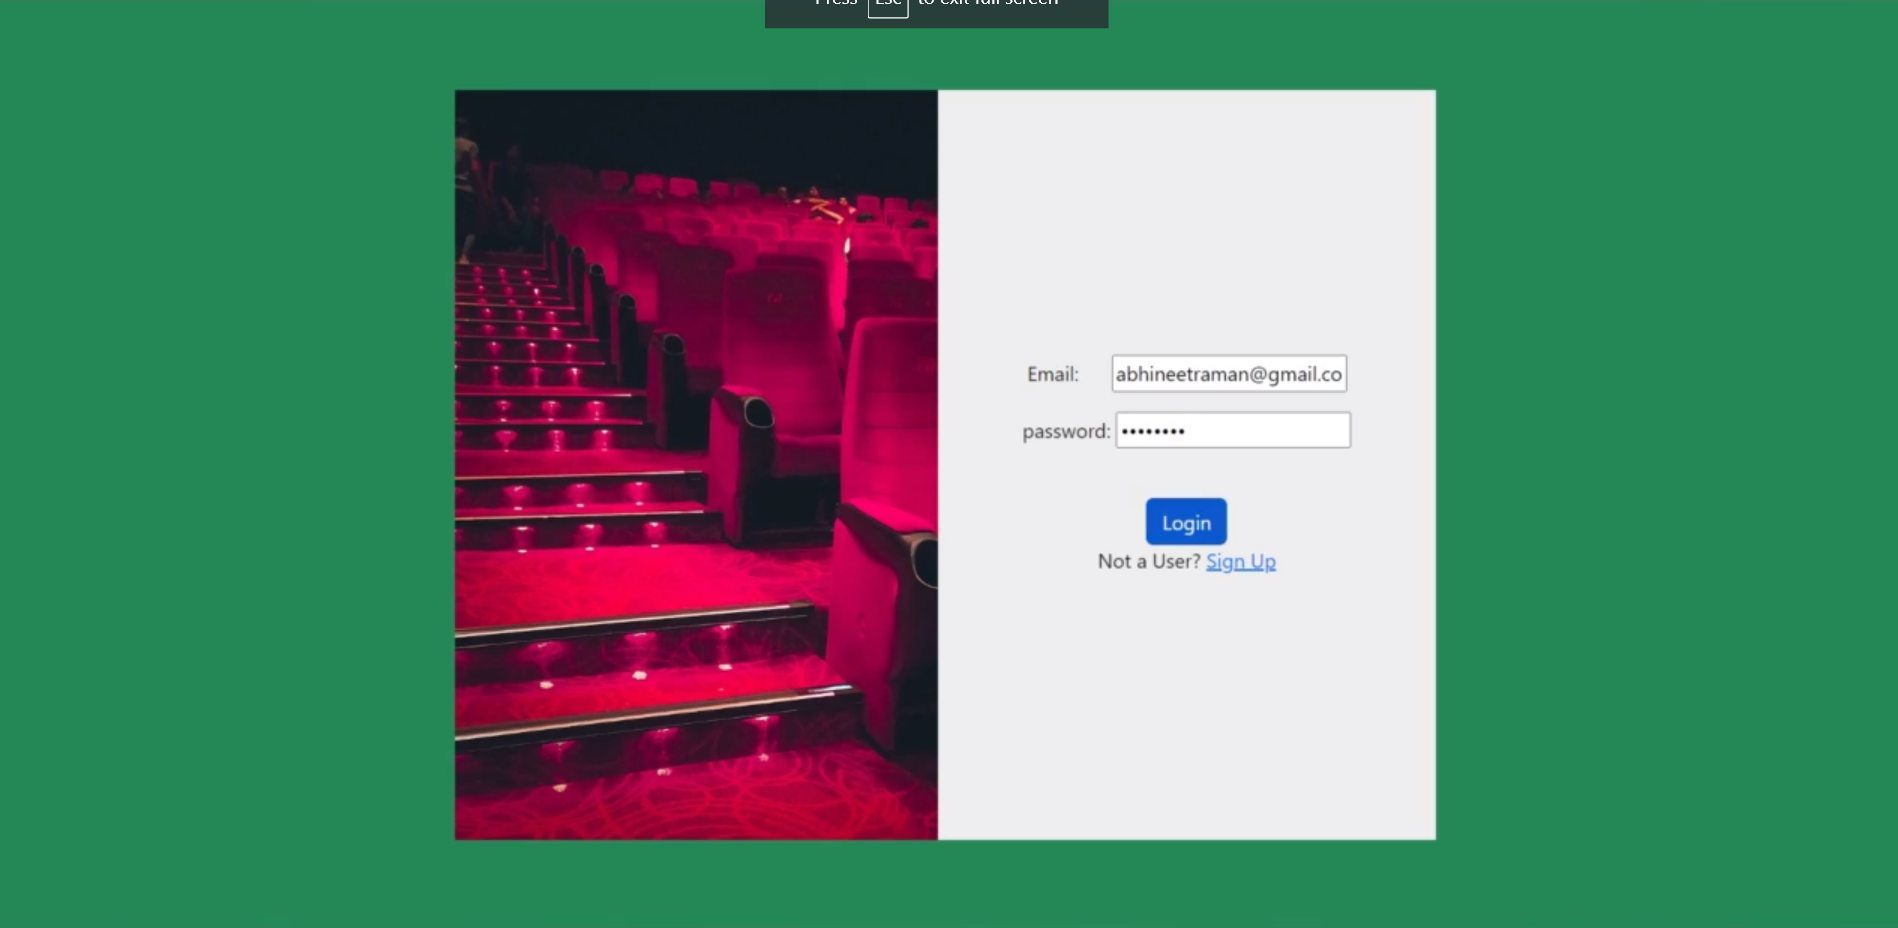 Press Esc to exit full screen
Email: abhineetraman@gmail.co
password: ••••••••
Login
Not a User? Sign Up